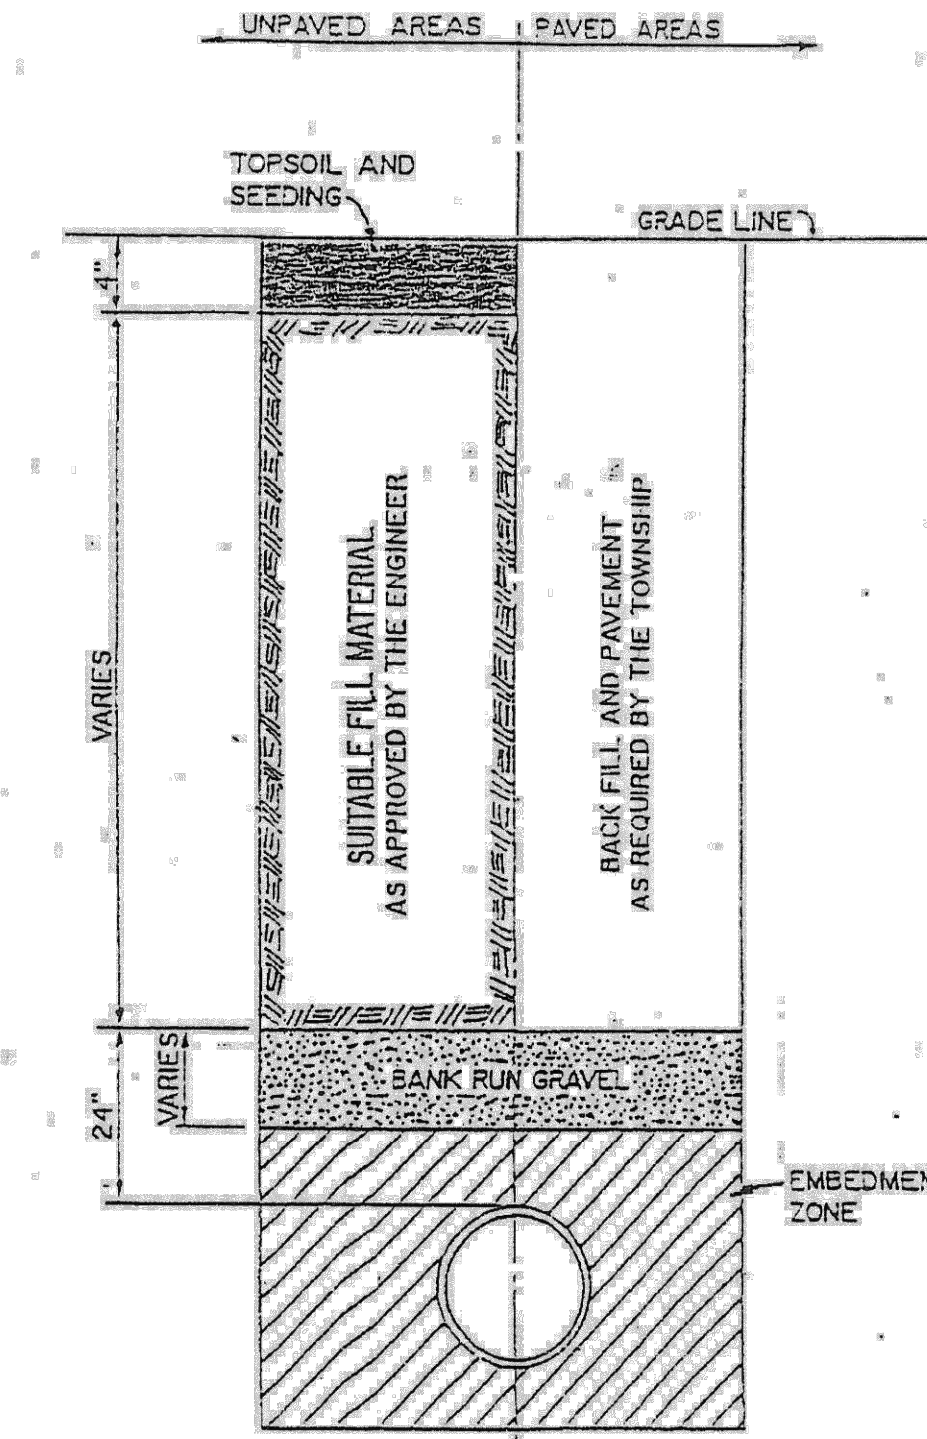 UNPAVED AREAS
PAVED AREAS
TOPSOIL AND
SEEDING
GRADE LINE
4"
VARIES
SUITABLE FILL MATERIAL
AS APPROVED BY THE ENGINEER
BACK FILL AND PAVEMENT
AS REQUIRED BY THE TOWNSHIP
24"
VARIES
BANK RUN GRAVEL
EMBEDMEN
ZONE